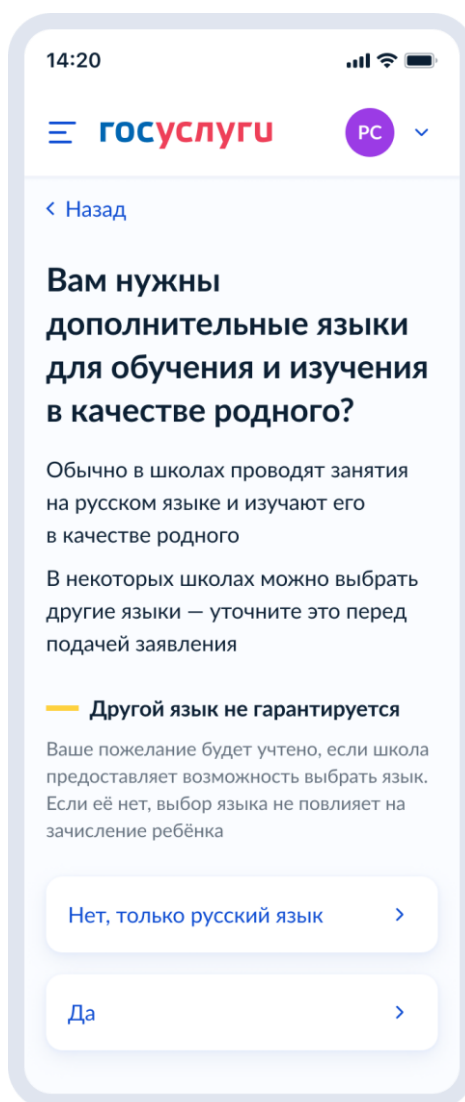 14:20
госуслуги
РС
Назад
Вам нужны
дополнительные языки
для обучения и изучения
в качестве родного?
Обычно в школах проводят занятия
на русском языке и изучают его
в качестве родного
В некоторых школах можно выбрать
другие языки — уточните это перед
подачей заявления
Другой язык не гарантируется
Ваше пожелание будет учтено, если школа
предоставляет возможность выбрать язык.
Если её нет, выбор языка не повлияет на
зачисление ребёнка
Нет, только русский язык
Да